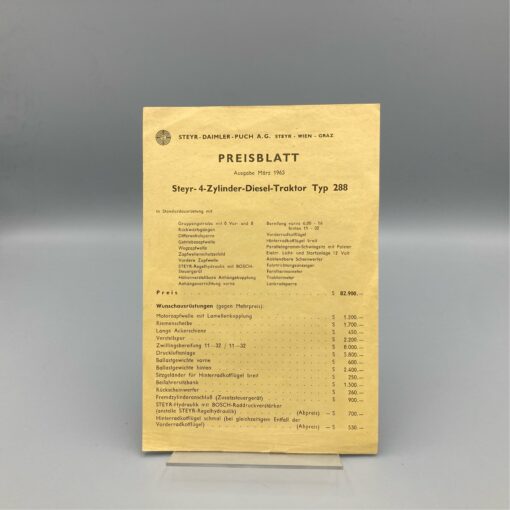 STEYR-DAIMLER-PUCH A.G. STEYR - WIEN - GRAZ
PREISBLATT
Ausgabe März 1965
Steyr-4-Zylinder-Diesel-Traktor Typ 288
In Standardausrüstung mit
Gruppengetriebe mit 8 Vor- und 8
Rückwärtsgängen
Differentialsperre
Getriebezapfwelle
Wegzapfwelle
Zapfwellenschutzschild
Vordere Zapfwelle
STEYR-Regelhydraulik mit BOSCH-
Steuergerät
Höhenverstellbare Anhängekupplung
Anhängevorrichtung vorne
Bereifung vorne 6.00 - 16
hinten 11 - 32
Vorderradkotflügel
Hinterradkotflügel breit
Parallelogramm-Schwingsitz mit Polster
Elektr. Licht- und Startanlage 12 Volt
Abblendbare Scheinwerfer
Fahrtrichtungsanzeiger
Fernthermometer
Traktormeter
Lenkradsperre
Preis S 82.900.—
Wunschausrüstungen (gegen Mehrpreis):
Motorzapfwelle mit Lamellenkupplung S 1.200.—
Riemenscheibe S 1.700.—
Lange Ackerschiene S 450.—
Verstellspur S 2.200.—
Zwillingsbereifung 11—32 / 11—32 S 8.000.—
Druckluftanlage S 5.800.—
Ballastgewichte vorne S 600.—
Ballastgewichte hinten S 2.400.—
Sitzgeländer für Hinterradkotflügel breit S 250.—
Beifahrersitzbank S 1.500.—
Rückscheinwerfer S 260.—
Fremdzylinderanschluß (Zusatzsteuergerät) S 900.—
STEYR-Hydraulik mit BOSCH-Raddruckverstärker
(anstelle STEYR-Regelhydraulik) (Abpreis) — S 700.—
Hinterradkotflügel schmal (bei gleichzeitigem Entfall der
Vorderradkotflügel) (Abpreis) — S 550.—